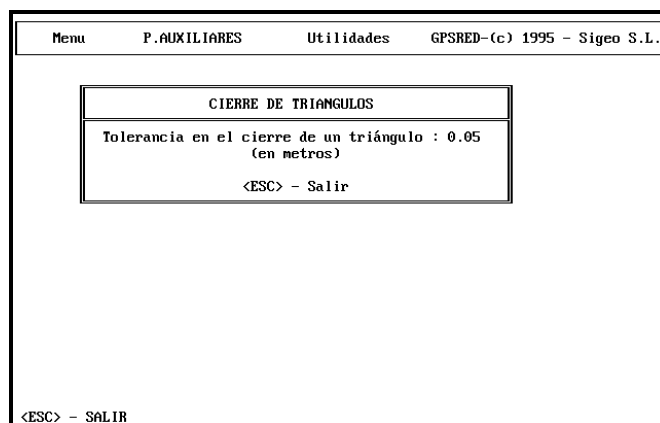 Menu P.AUXILIARES Utilidades GPSRED-(c) 1995 - Sigeo S.L.
CIERRE DE TRIANGULOS
Tolerancia en el cierre de un triángulo : 0.05
(en metros)
<ESC> - Salir
<ESC> - SALIR